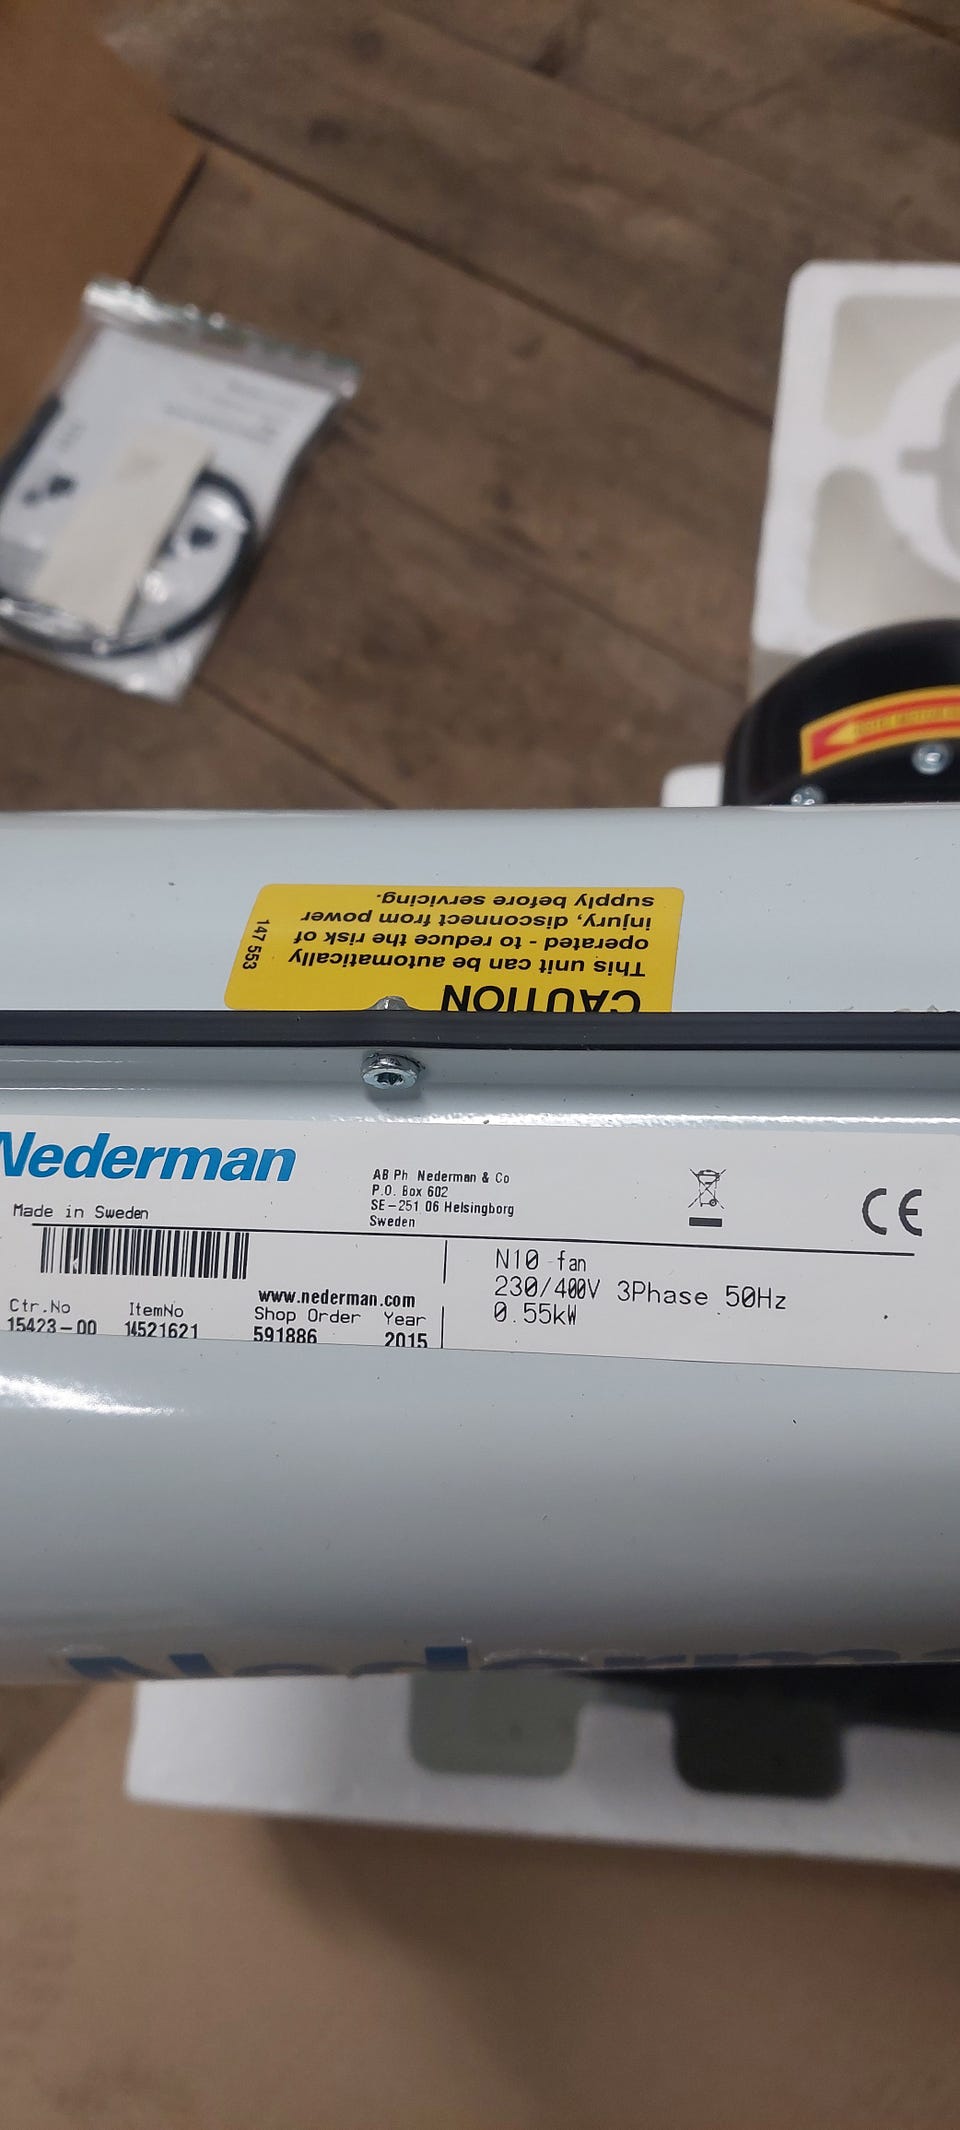 CAUTION
This unit can be automatically
operated - to reduce the risk of
injury, disconnect from power
supply before servicing.
147 553
Nederman
Made in Sweden
AB Ph. Nederman & Co
P.O. Box 602
SE-251 06 Helsingborg
Sweden
CE
www.nederman.com
Ctr.No ItemNo Shop Order Year
15423-00 14521621 591886 2015
N10 fan
230/400V 3Phase 50Hz
0.55kW
Nederman